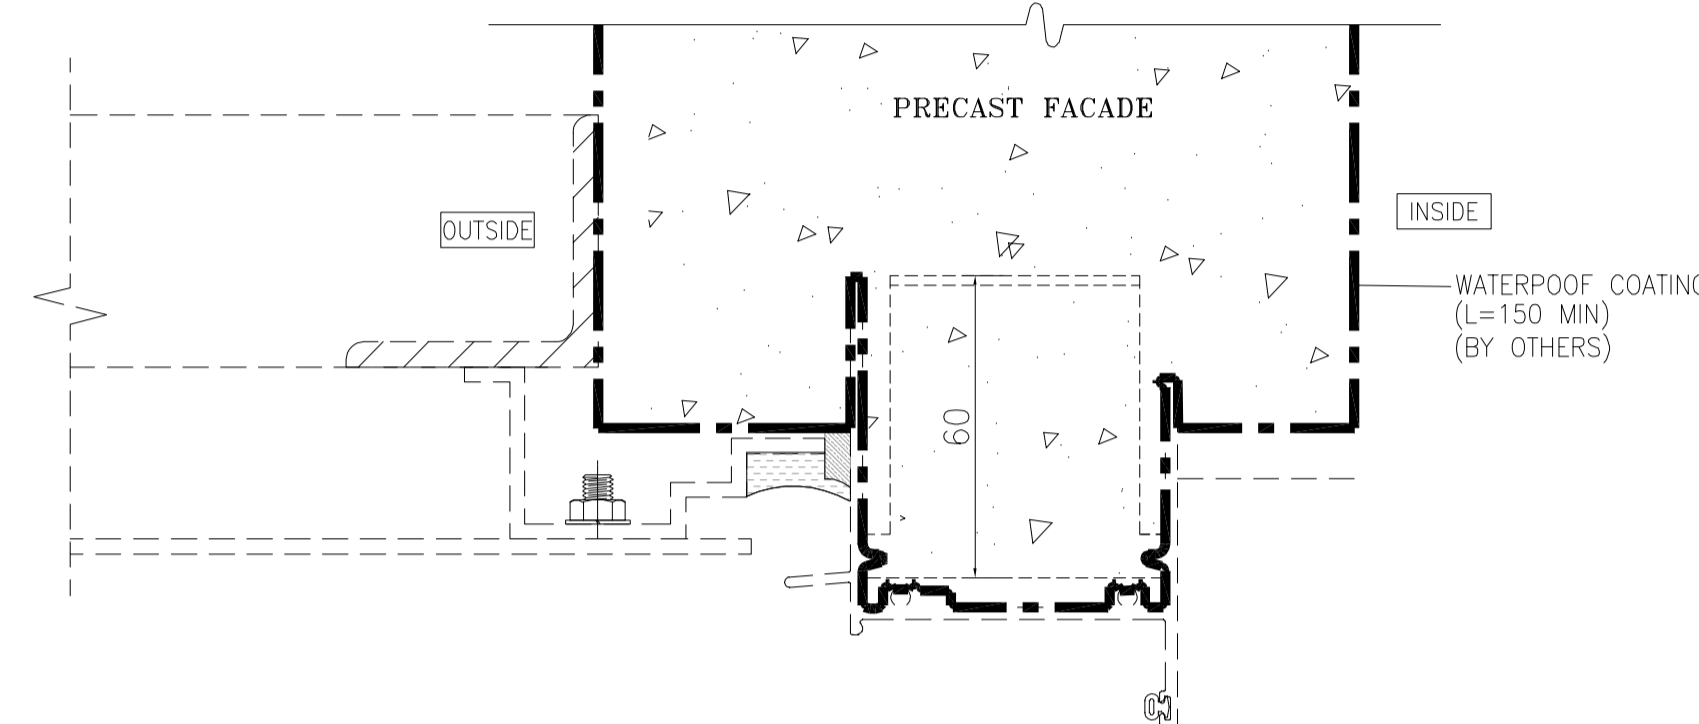 PRECAST FACADE
OUTSIDE
INSIDE
WATERPOOF COATING
(L=150 MIN)
(BY OTHERS)
60